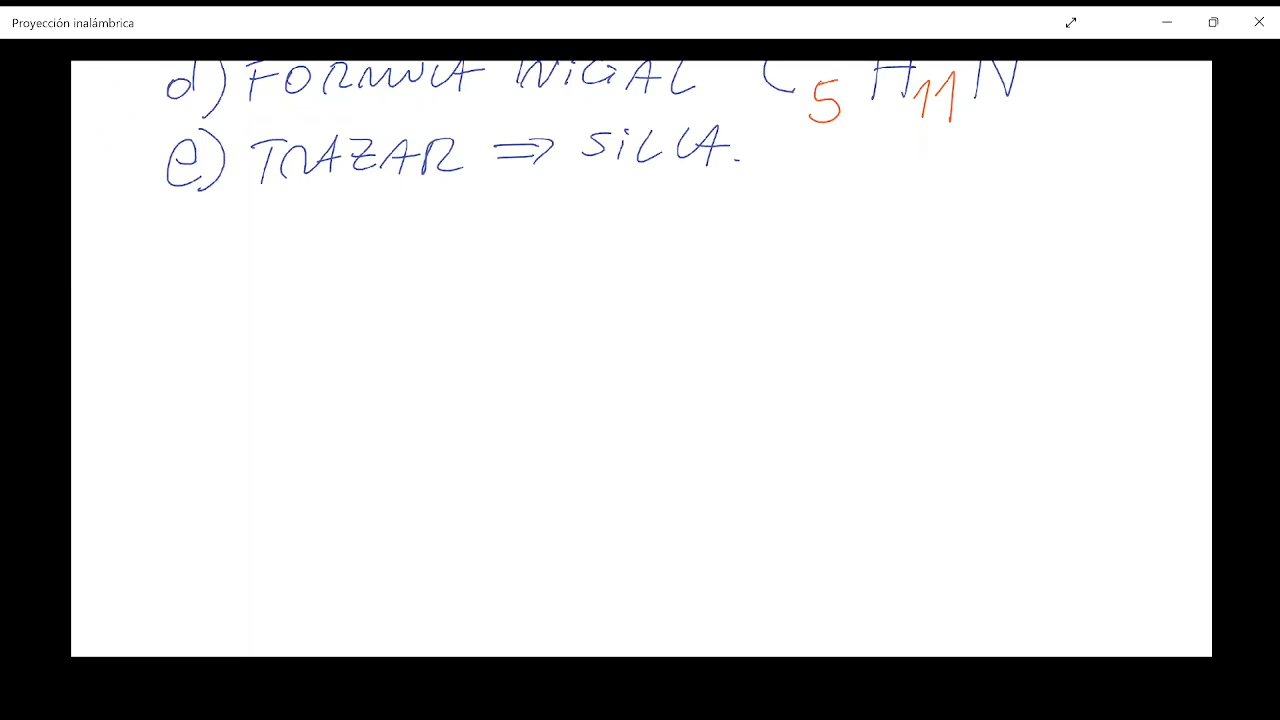 Proyección inalámbrica
d) FORMULA INICIAL C5H11N
e) TRAZAR ⇒ SILLA.